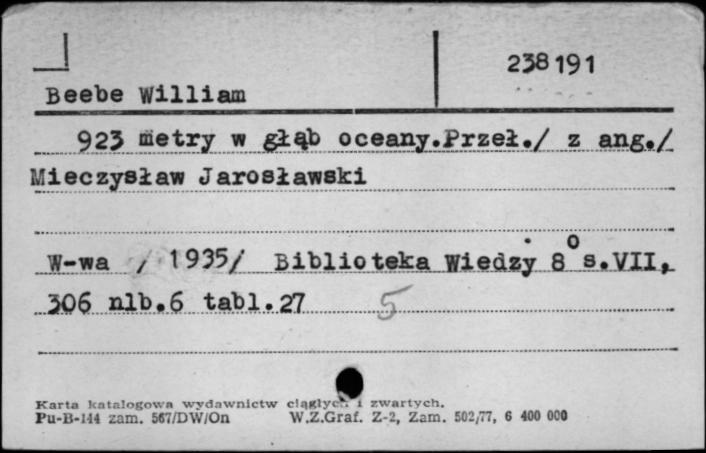 238191
Beebe William
923 metry w głąb oceany.Przeł./ z ang./
Mieczysław Jarosławski
W-wa / 1935/ Biblioteka Wiedzy 8° s.VII,
306 nlb.6 tabl.27 5
Karta katalogowa wydawnictw ciągłych i zwartych.
Pu-B-144 zam. 567/DW/On W.Z.Graf. Z-2, Zam. 502/77, 6 400 000